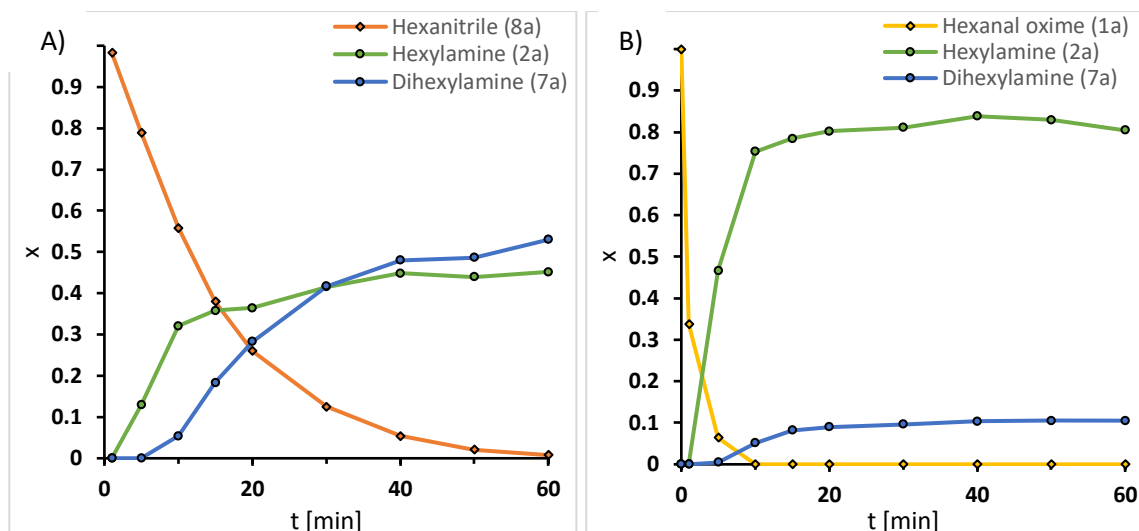 A)
Hexanitrile (8a)
Hexylamine (2a)
Dihexylamine (7a)
x
0.9
0.8
0.7
0.6
0.5
0.4
0.3
0.2
0.1
0
0
20
40
60
t [min]
B)
Hexanal oxime (1a)
Hexylamine (2a)
Dihexylamine (7a)
x
0.9
0.8
0.7
0.6
0.5
0.4
0.3
0.2
0.1
0
0
20
40
60
t [min]